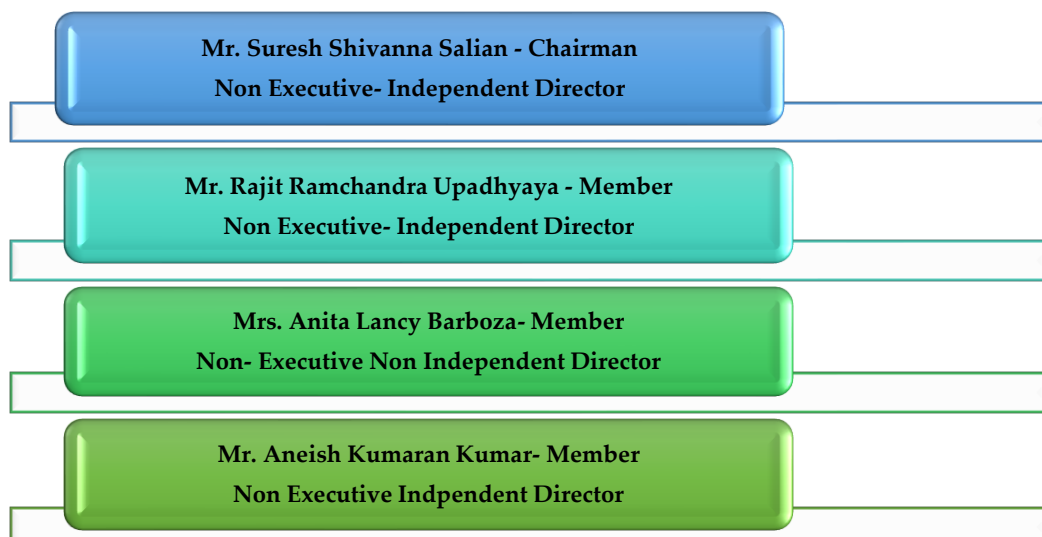 Mr. Suresh Shivanna Salian - Chairman
Non Executive- Independent Director
Mr. Rajit Ramchandra Upadhyaya - Member
Non Executive- Independent Director
Mrs. Anita Lancy Barboza- Member
Non- Executive Non Independent Director
Mr. Aneish Kumaran Kumar- Member
Non Executive Indpendent Director